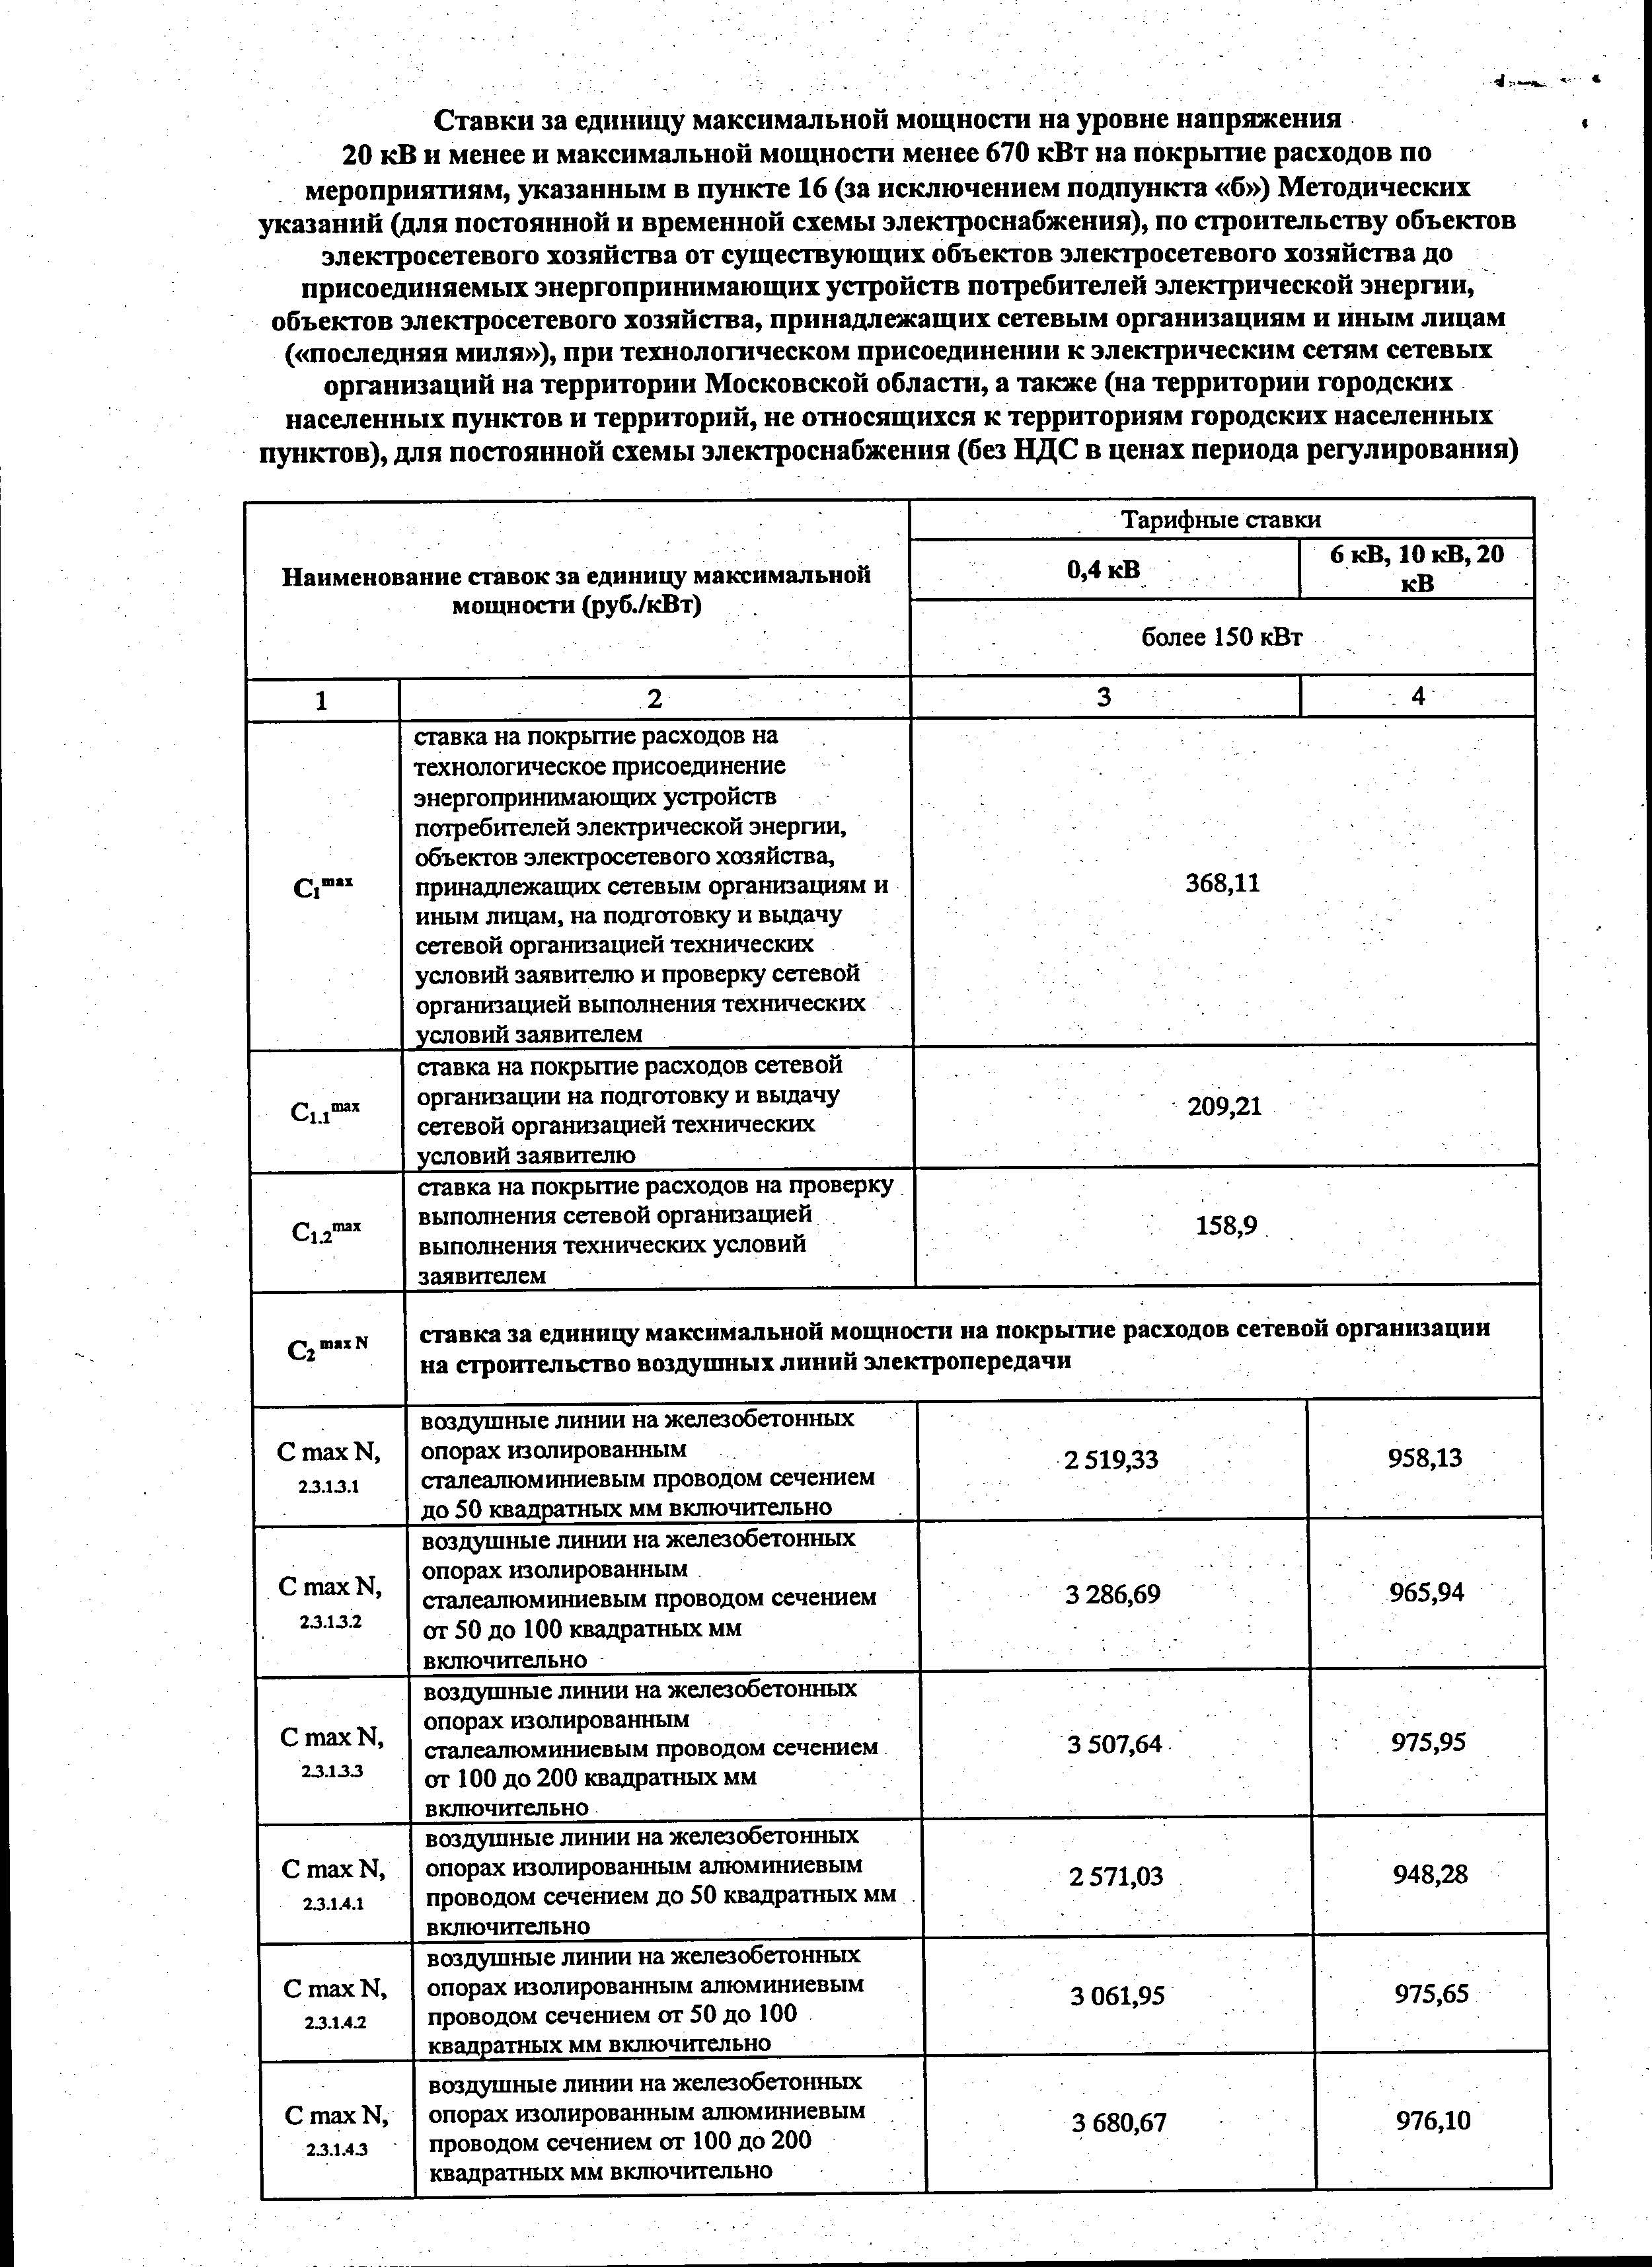 Ставки за единицу максимальной мощности на уровне напряжения
20 кВ и менее и максимальной мощности менее 670 кВт на покрытие расходов по
мероприятиям, указанным в пункте 16 (за исключением подпункта «б») Методических
указаний (для постоянной и временной схемы электроснабжения), по строительству объектов
электросетевого хозяйства от существующих объектов электросетевого хозяйства до
присоединяемых энергопринимающих устройств потребителей электрической энергии,
объектов электросетевого хозяйства, принадлежащих сетевым организациям и иным лицам
(«последняя миля»), при технологическом присоединении к электрическим сетям сетевых
организаций на территории Московской области, а также (на территории городских
населенных пунктов и территорий, не относящихся к территориям городских населенных
пунктов), для постоянной схемы электроснабжения (без НДС в ценах периода регулирования)
Наименование ставок за единицу максимальной
мощности (руб./кВт)
Тарифные ставки
0,4 кВ
6 кВ, 10 кВ, 20
кВ
более 150 кВт
1 2 3 4
C1max
ставка на покрытие расходов на
технологическое присоединение
энергопринимающих устройств
потребителей электрической энергии,
объектов электросетевого хозяйства,
принадлежащих сетевым организациям и
иным лицам, на подготовку и выдачу
сетевой организацией технических
условий заявителю и проверку сетевой
организацией выполнения технических
условий заявителем
368,11
C1.1max
ставка на покрытие расходов сетевой
организации на подготовку и выдачу
сетевой организацией технических
условий заявителю
209,21
C1.2max
ставка на покрытие расходов на проверку
выполнения сетевой организацией
выполнения технических условий
заявителем
158,9
C2 max N
ставка за единицу максимальной мощности на покрытие расходов сетевой организации
на строительство воздушных линий электропередачи
C max N,
2.3.1.3.1
воздушные линии на железобетонных
опорах изолированным
сталеалюминиевым проводом сечением
до 50 квадратных мм включительно
2 519,33
958,13
C max N,
2.3.1.3.2
воздушные линии на железобетонных
опорах изолированным
сталеалюминиевым проводом сечением
от 50 до 100 квадратных мм
включительно
3 286,69
965,94
C max N,
2.3.1.3.3
воздушные линии на железобетонных
опорах изолированным
сталеалюминиевым проводом сечением
от 100 до 200 квадратных мм
включительно
3 507,64
975,95
C max N,
2.3.1.4.1
воздушные линии на железобетонных
опорах изолированным алюминиевым
проводом сечением до 50 квадратных мм
включительно
2 571,03
948,28
C max N,
2.3.1.4.2
воздушные линии на железобетонных
опорах изолированным алюминиевым
проводом сечением от 50 до 100
квадратных мм включительно
3 061,95
975,65
C max N,
2.3.1.4.3
воздушные линии на железобетонных
опорах изолированным алюминиевым
проводом сечением от 100 до 200
квадратных мм включительно
3 680,67
976,10